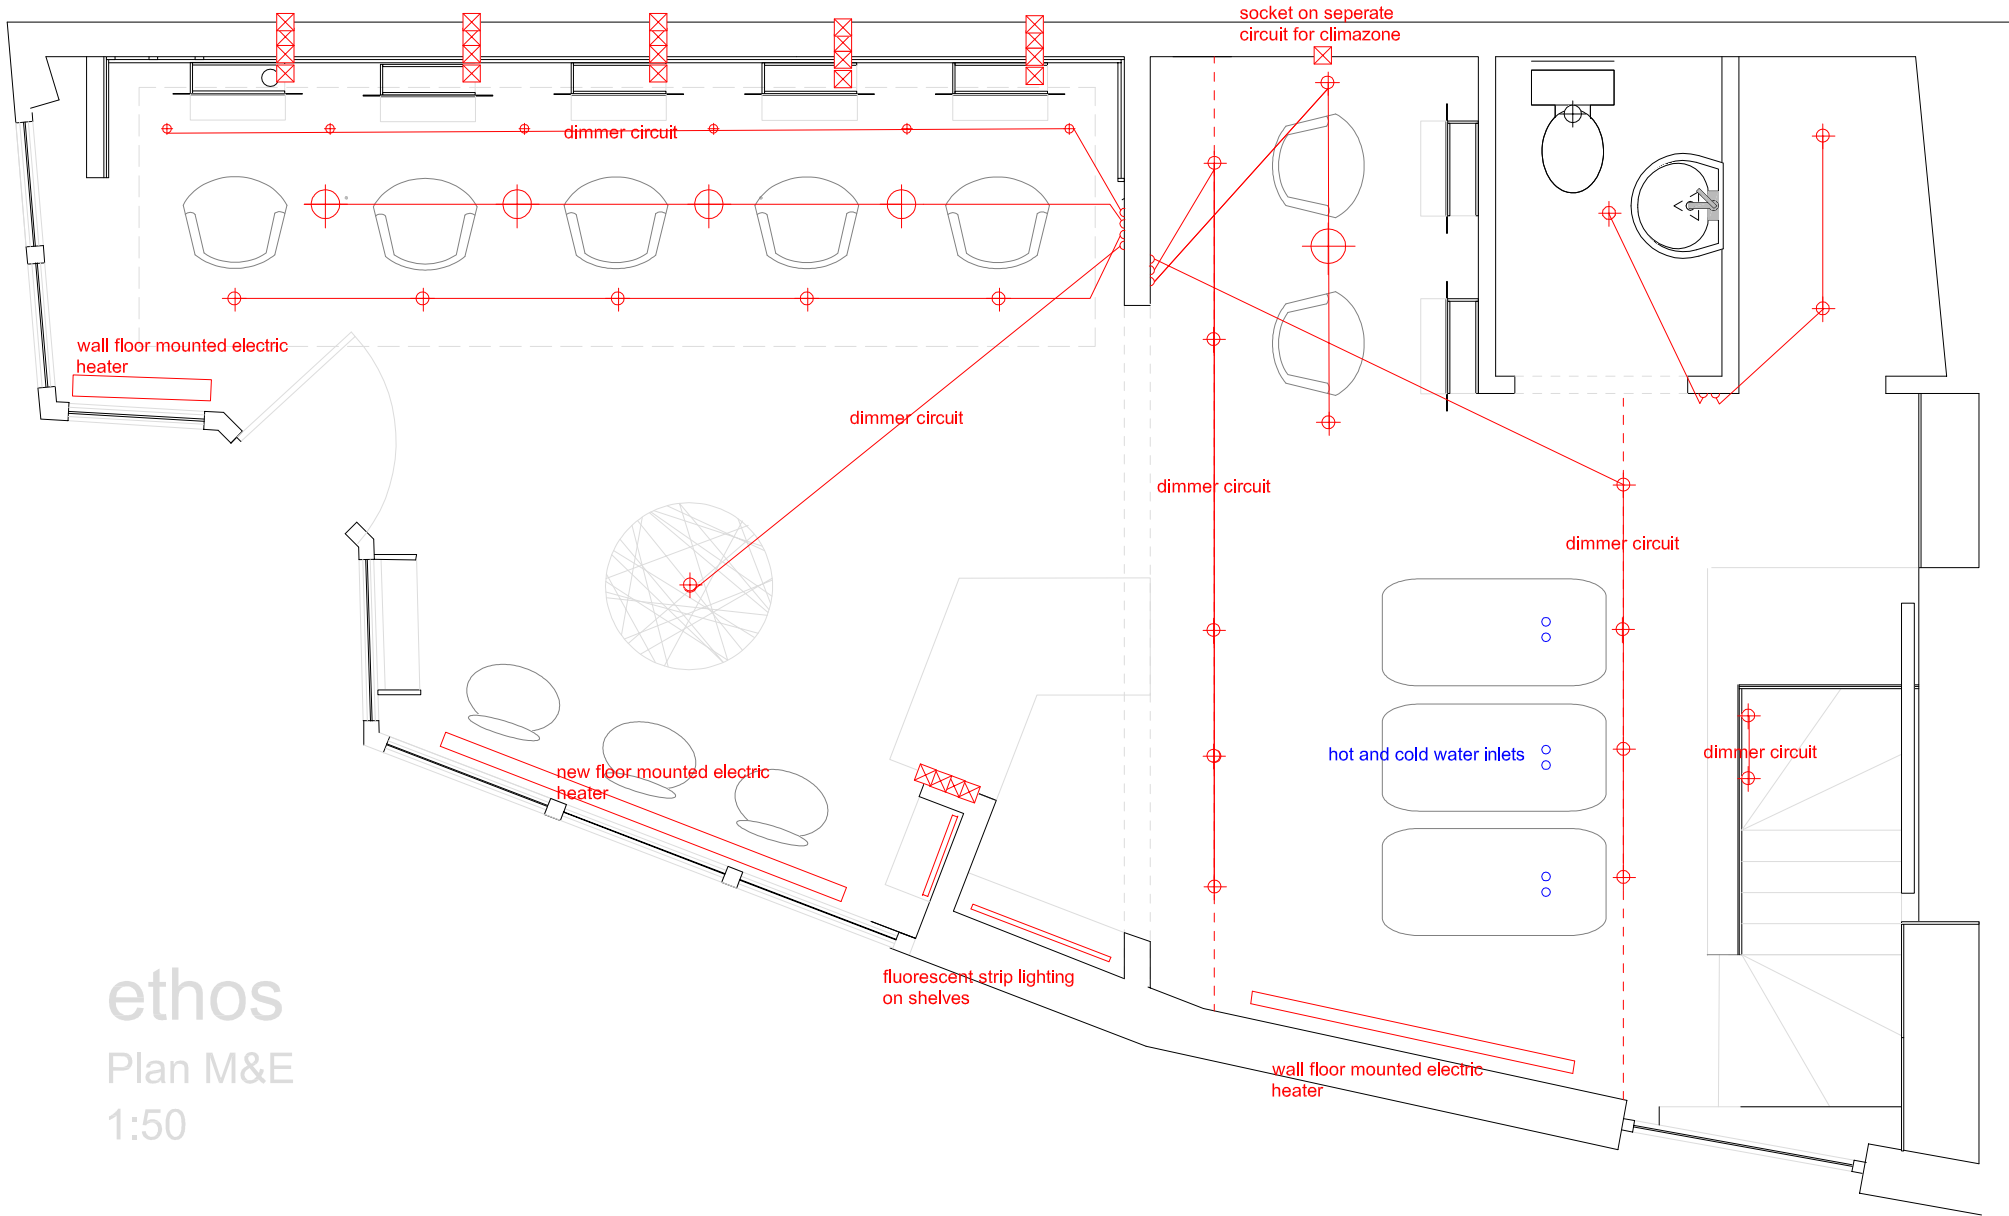 socket on seperate
circuit for climazone
dimmer circuit
wall floor mounted electric
heater
dimmer circuit
dimmer circuit
dimmer circuit
hot and cold water inlets
dimmer circuit
new floor mounted electric
heater
fluorescent strip lighting
on shelves
wall floor mounted electric
heater
ethos
Plan M&E
1:50